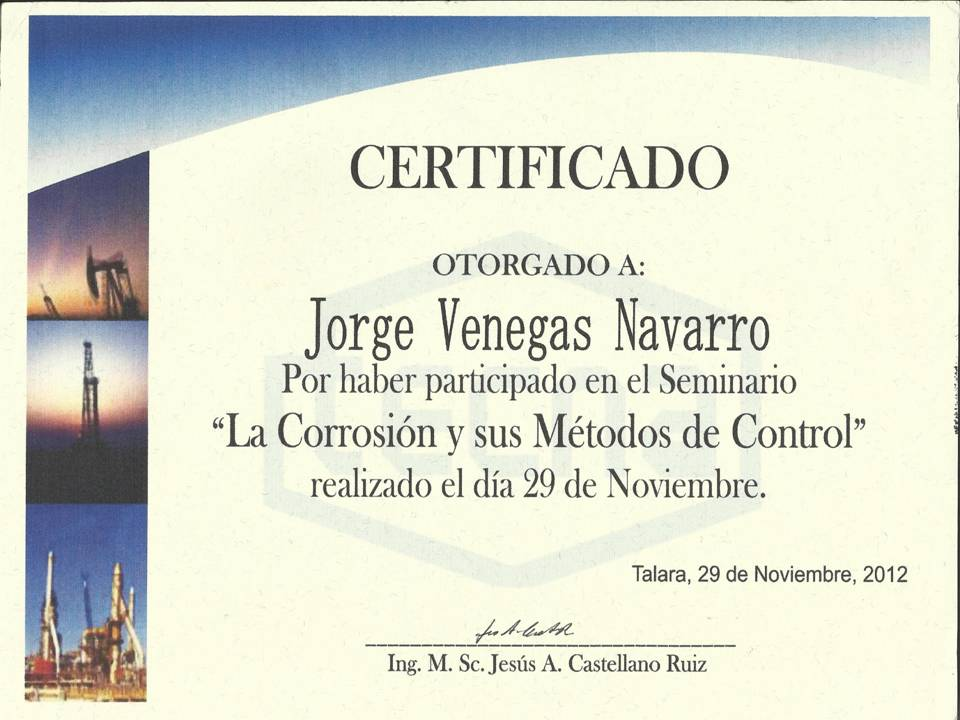 CERTIFICADO
OTORGADO A:
Jorge Venegas Navarro
Por haber participado en el Seminario
“La Corrosión y sus Métodos de Control”
realizado el día 29 de Noviembre.
Talara, 29 de Noviembre, 2012
Ing. M. Sc. Jesús A. Castellano Ruiz